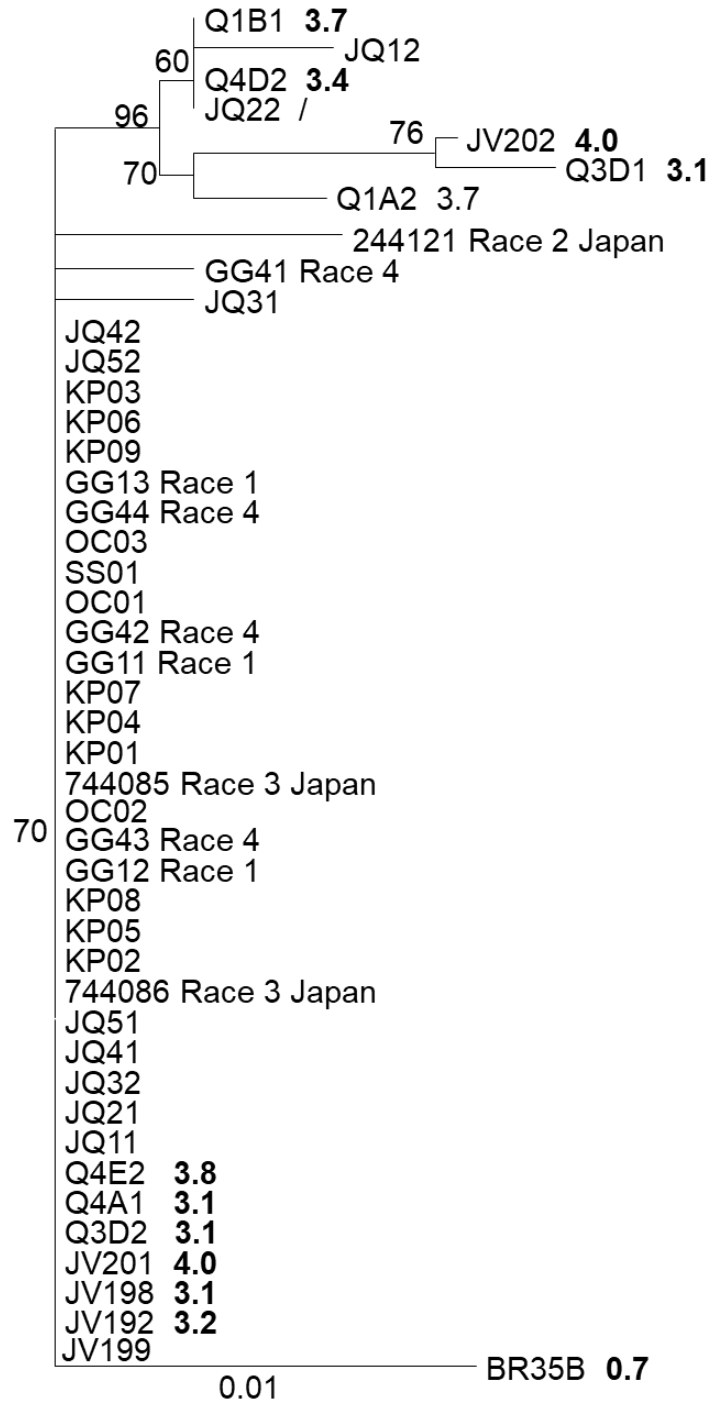 Q1B1 3.7
JQ12
60
Q4D2 3.4
JQ22 /
96
76
JV202 4.0
Q3D1 3.1
70
Q1A2 3.7
244121 Race 2 Japan
GG41 Race 4
JQ31
JQ42
JQ52
KP03
KP06
KP09
GG13 Race 1
GG44 Race 4
OC03
SS01
OC01
GG42 Race 4
GG11 Race 1
KP07
KP04
KP01
744085 Race 3 Japan
OC02
70
GG43 Race 4
GG12 Race 1
KP08
KP05
KP02
744086 Race 3 Japan
JQ51
JQ41
JQ32
JQ21
JQ11
Q4E2 3.8
Q4A1 3.1
Q3D2 3.1
JV201 4.0
JV198 3.1
JV192 3.2
JV199
BR35B 0.7
0.01